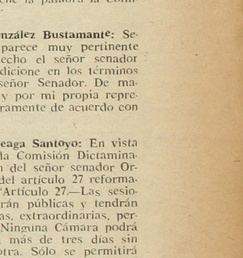 nzález Bustamante: Se-
parece muy pertinente
echo el señor senador
dicione en los términos
señor Senador. De ma-
y por mi propia repre-
ramente de acuerdo con
eaga Santoyo: En vista
la Comisión Dictamina-
n del señor senador Or-
del artículo 27 reforma-
"Artículo 27.—Las sesio-
rán públicas y tendrán
as, extraordinarias, per-
Ninguna Cámara podrá
más de tres días sin
otra. Sólo se permitirá